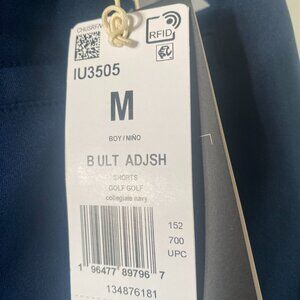 CHUSRFN
RFID
IU3505
M
BOY / NIÑO
B ULT ADJSH
SHORTS
GOLF GOLF
collegiate navy
152
700
UPC
1 96477 89796 7
134876181